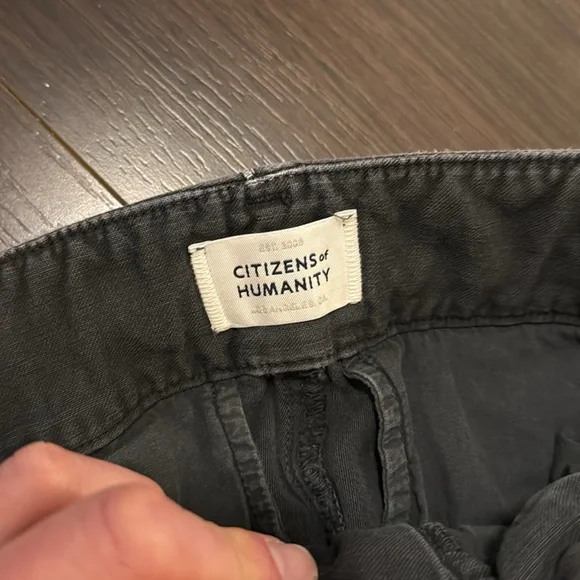 EST. 2003
CITIZENS of
HUMANITY
LOS ANGELES, CA